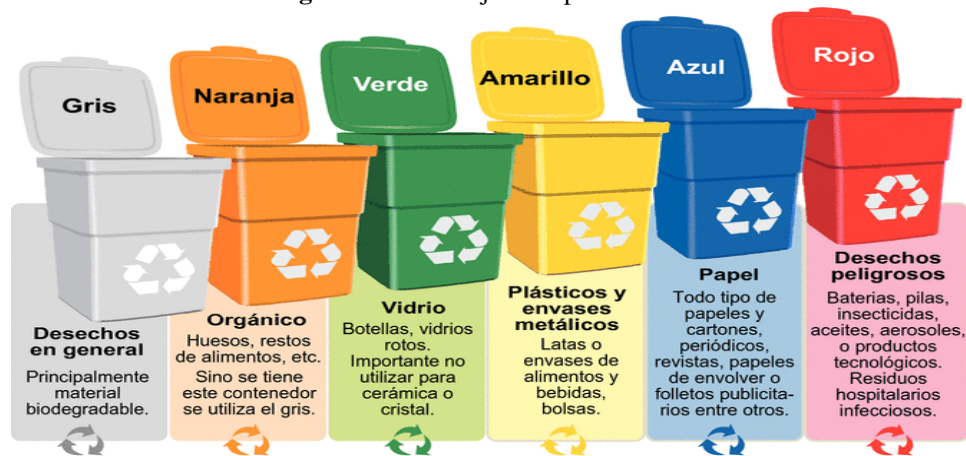 Gris
Naranja
Verde
Amarillo
Azul
Rojo
Desechos
en general
Principalmente
material
biodegradable.
Orgánico
Huesos, restos
de alimentos, etc.
Sino se tiene
este contenedor
se utiliza el gris.
Vidrio
Botellas, vidrios
rotos.
Importante no
utilizar para
cerámica o
cristal.
Plásticos y
envases
metálicos
Latas o
envases de
alimentos y
bebidas,
bolsas.
Papel
Todo tipo de
papeles y
cartones,
periódicos,
revistas, papeles
de envolver o
folletos publicita-
rios entre otros.
Desechos
peligrosos
Baterias, pilas,
insecticidas,
aceites, aerosoles,
o productos
tecnológicos.
Residuos
hospitalarios
infecciosos.